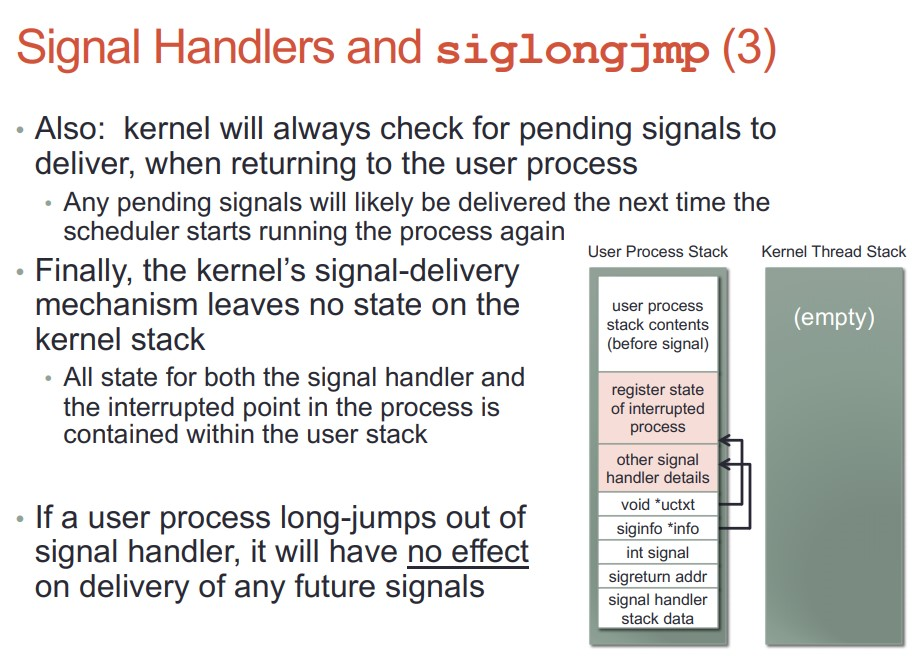 Signal Handlers and siglongjmp (3)
• Also: kernel will always check for pending signals to
deliver, when returning to the user process
• Any pending signals will likely be delivered the next time the
scheduler starts running the process again
• Finally, the kernel's signal-delivery
mechanism leaves no state on the
kernel stack
• All state for both the signal handler and
the interrupted point in the process is
contained within the user stack
• If a user process long-jumps out of
signal handler, it will have no effect
on delivery of any future signals
User Process Stack
user process
stack contents
(before signal)
register state
of interrupted
process
other signal
handler details
void *uctxt
siginfo *info
int signal
sigreturn addr
signal handler
stack data
Kernel Thread Stack
(empty)